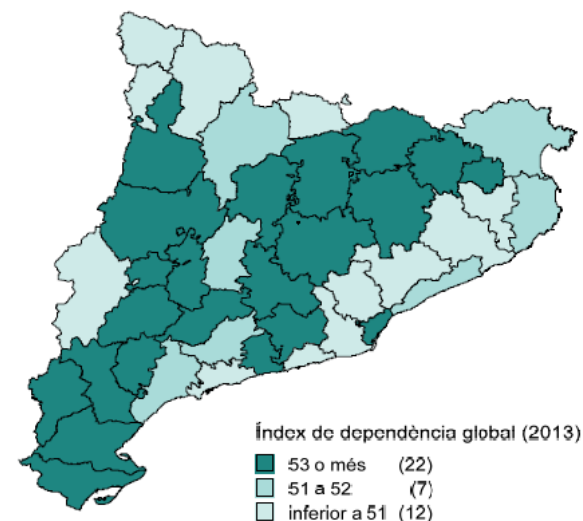 Índex de dependència global (2013)
53 o més (22)
51 a 52 (7)
inferior a 51 (12)